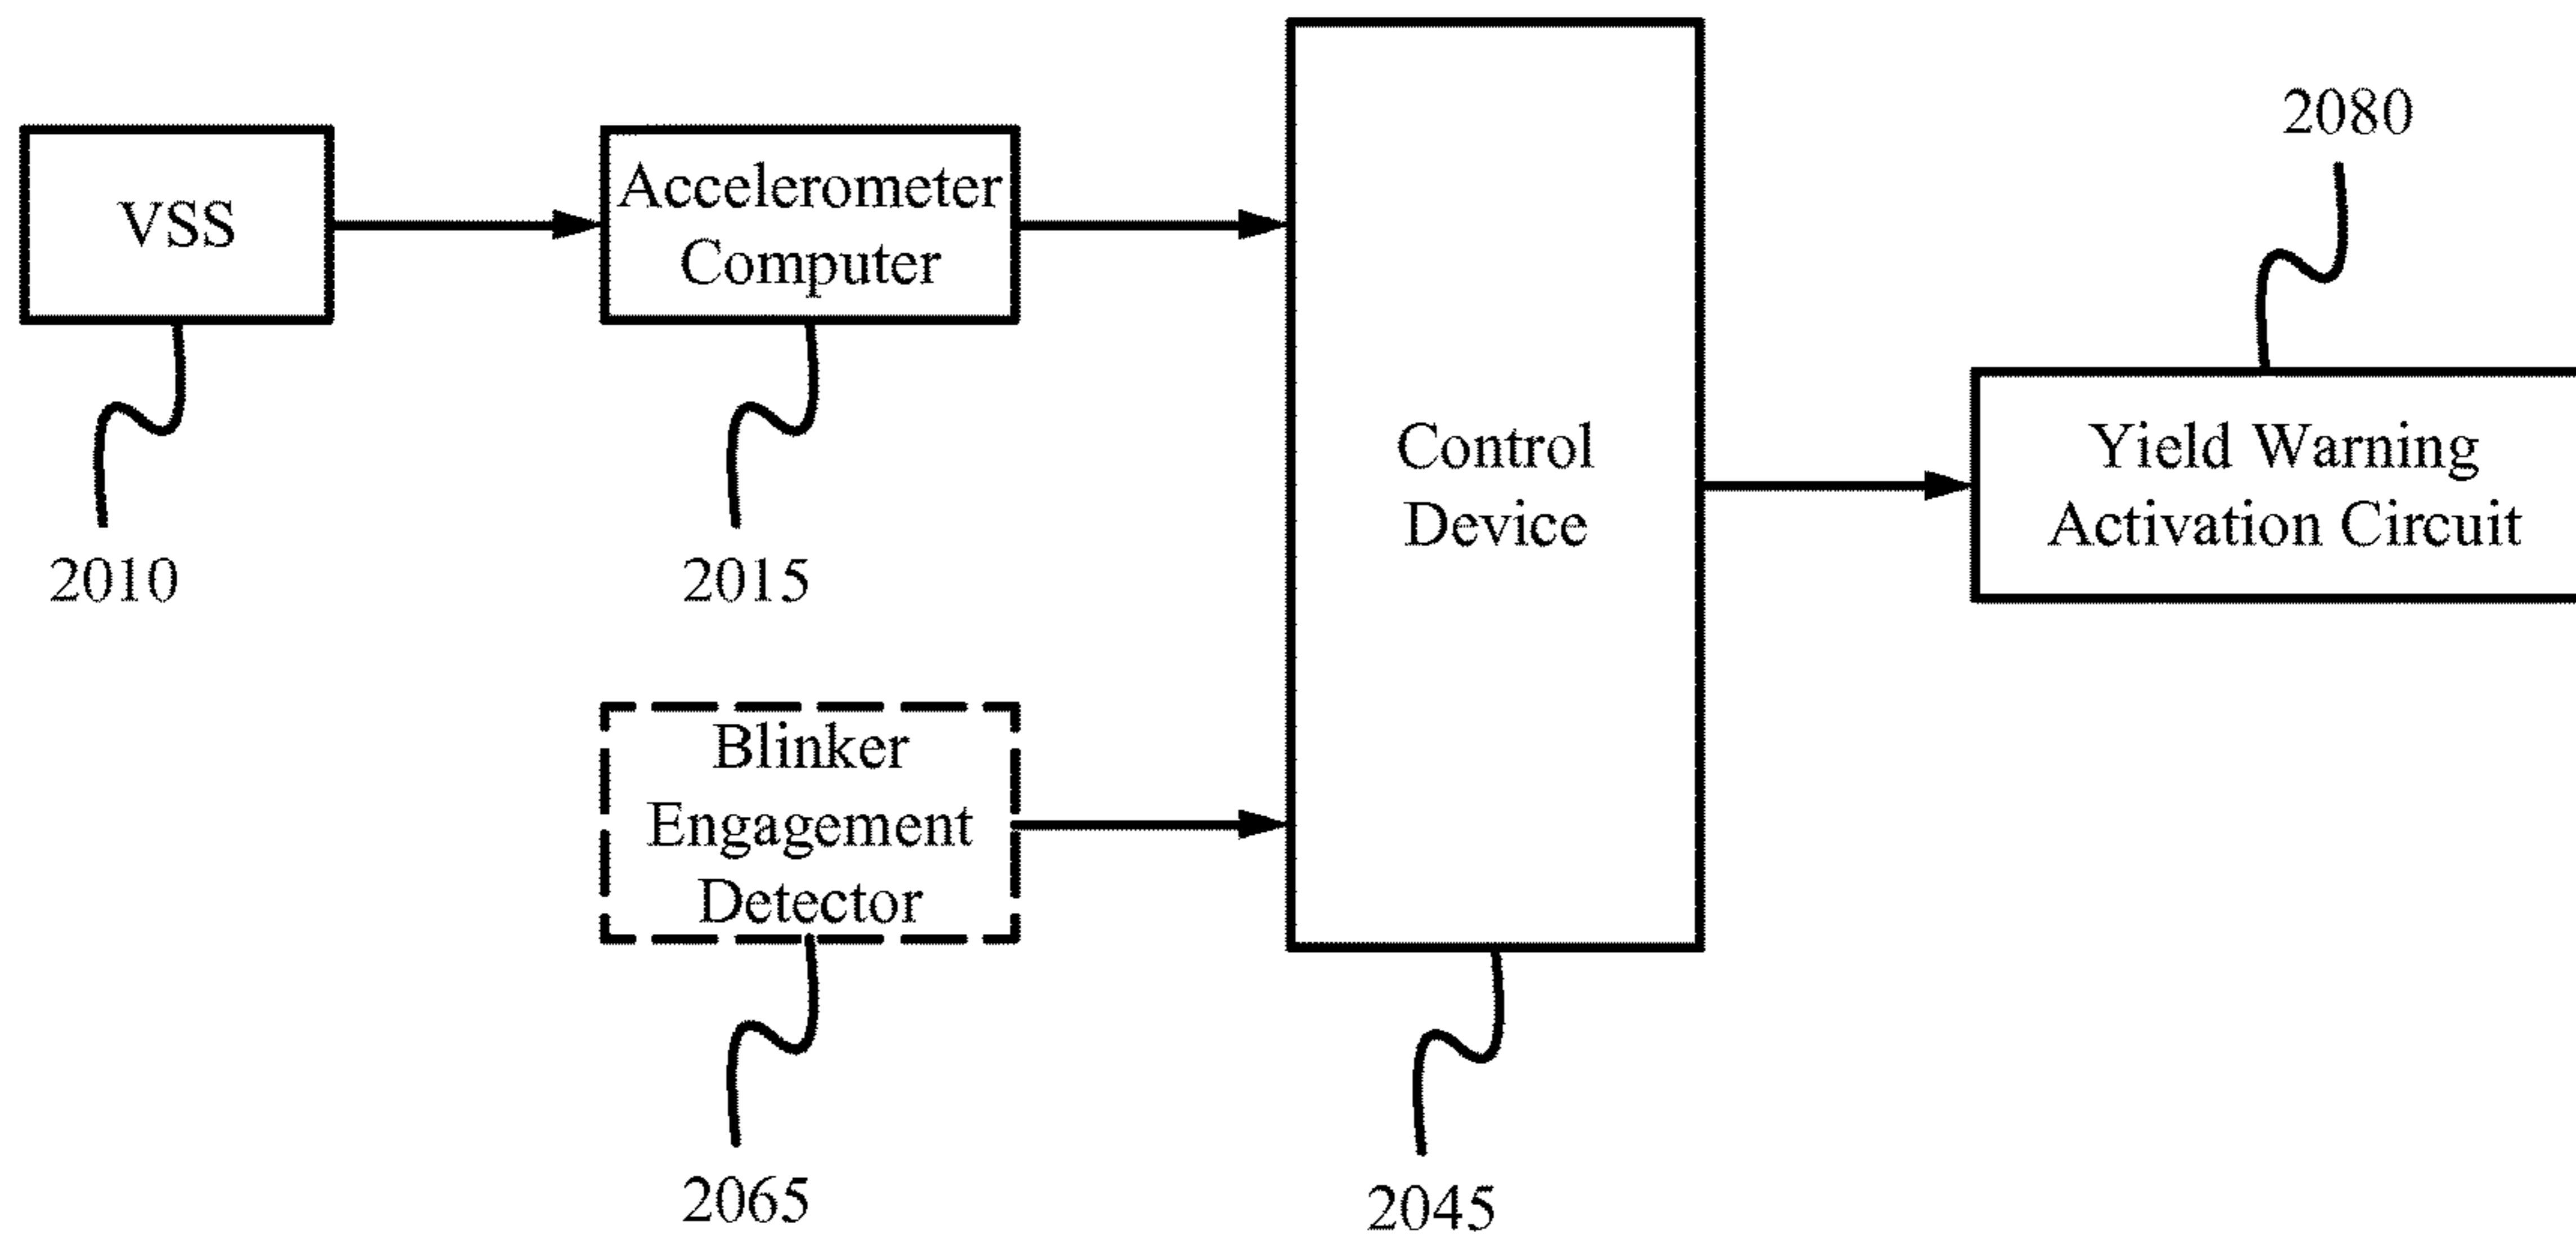 VSS
2010
Accelerometer
Computer
2015
Blinker
Engagement
Detector
2065
Control
Device
2045
2080
Yield Warning
Activation Circuit